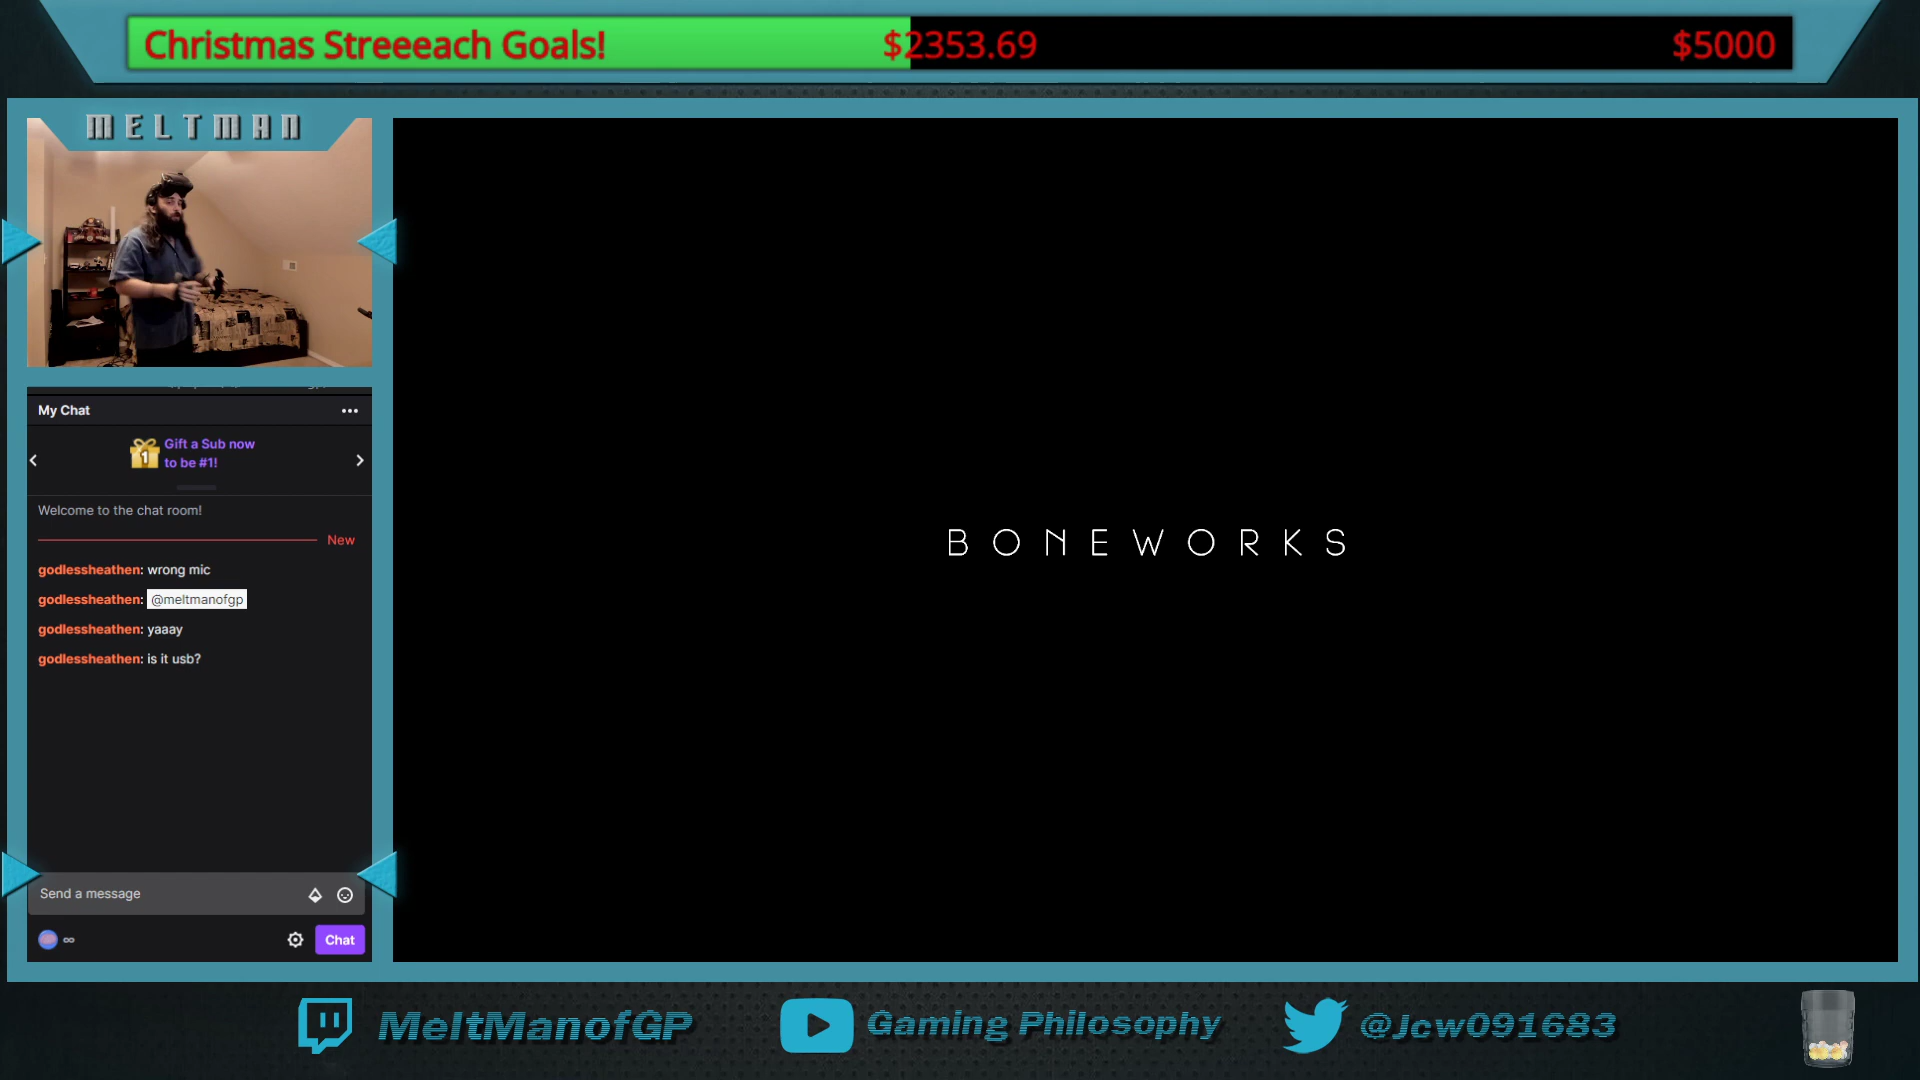 Christmas Streeeach Goals! $2353.69 $5000
MELTMAN
My Chat
Gift a Sub now
to be #1!
1
Welcome to the chat room!
New
godlessheathen: wrong mic
godlessheathen: @meltmanofgp
godlessheathen: yaaay
godlessheathen: is it usb?
Send a message
Chat
BONEWORKS
MeltManofGP Gaming Philosophy @Jcw091683